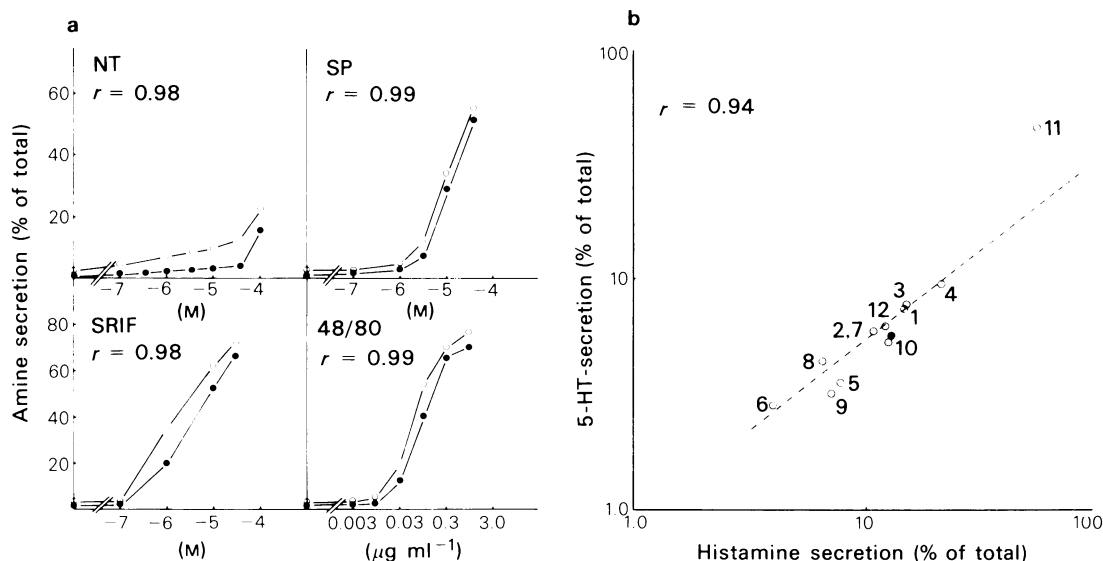 a
NT
r = 0.98
SP
r = 0.99
60
40
20
−7 −6 −5 −4
(M)
−7 −6 −5 −4
(M)
Amine secretion (% of total)
SRIF
r = 0.98
48/80
r = 0.99
80
60
40
20
−7 −6 −5 −4
(M)
0.003 0.03 0.3 3.0
(μg ml⁻¹)
b
100
r = 0.94
11
5-HT-secretion (% of total)
10
3
4
12
1
2.7
10
8
5
9
6
1.0
1.0 10 100
Histamine secretion (% of total)